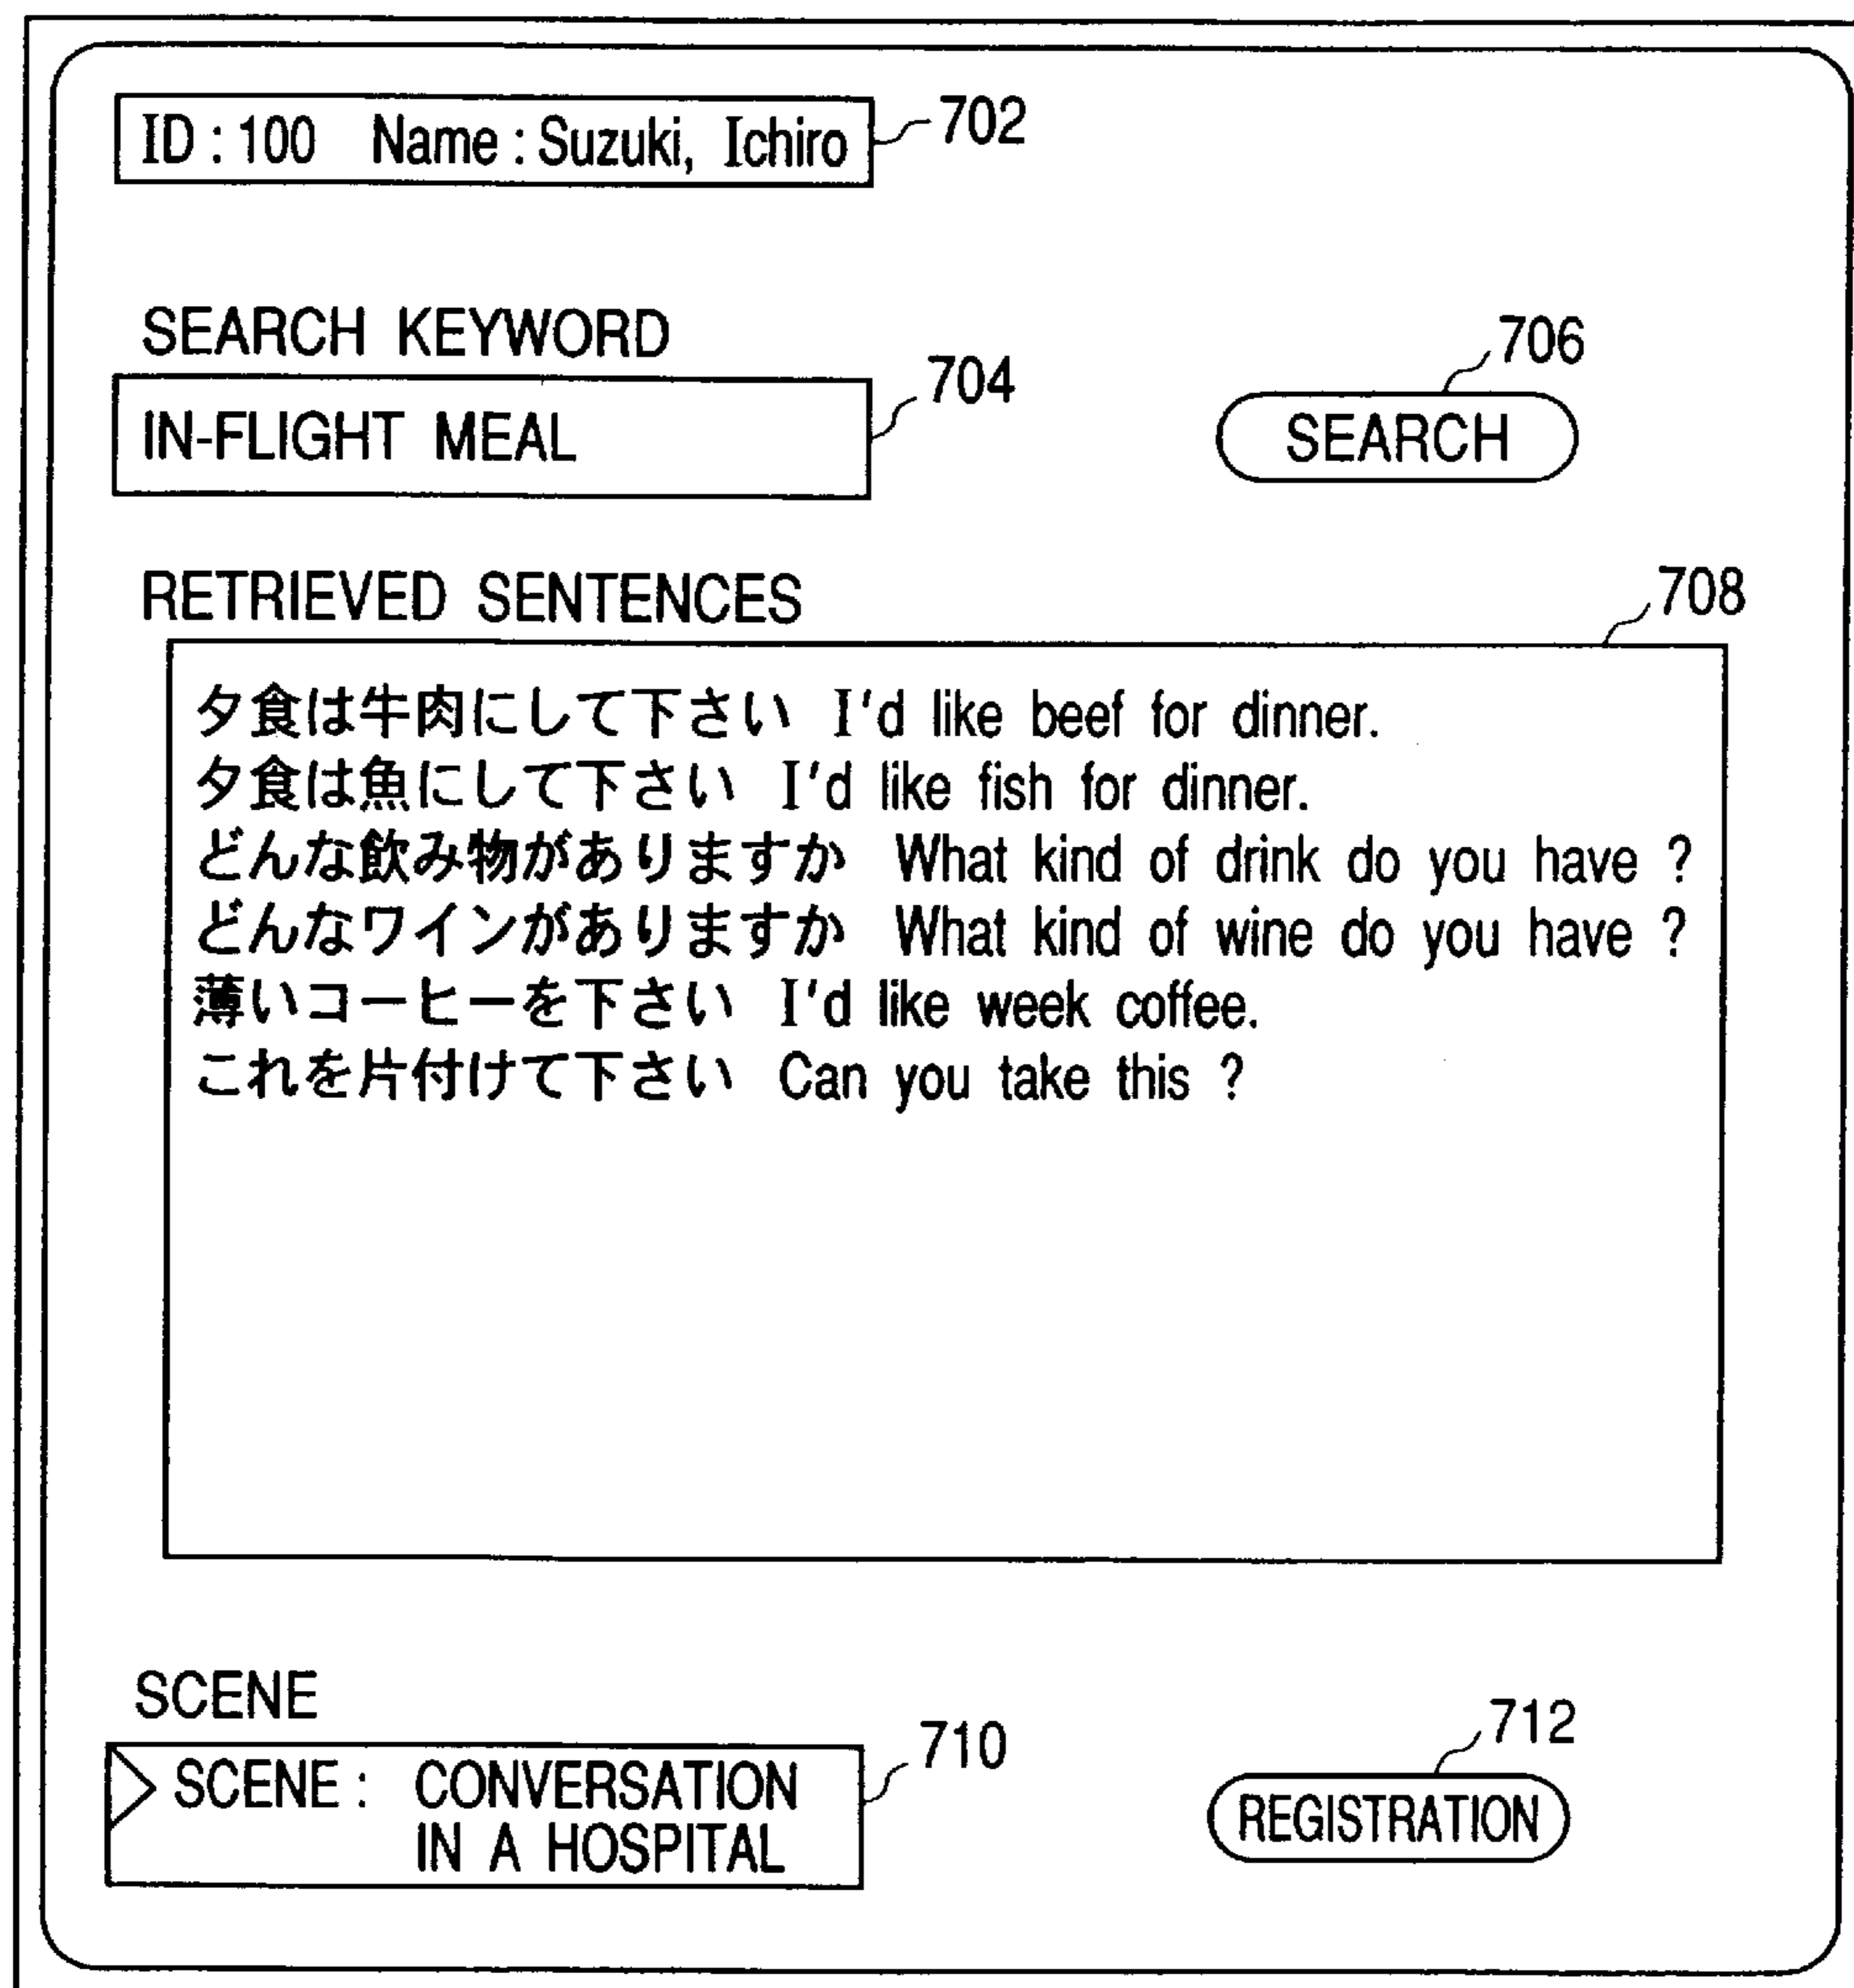 ID : 100 Name : Suzuki, Ichiro
702
SEARCH KEYWORD
704
706
IN-FLIGHT MEAL
SEARCH
RETRIEVED SENTENCES
708
夕食は牛肉にして下さい I'd like beef for dinner.
夕食は魚にして下さい I'd like fish for dinner.
どんな飲み物がありますか What kind of drink do you have ?
どんなワインがありますか What kind of wine do you have ?
薄いコーヒーを下さい I'd like week coffee.
これを片付けて下さい Can you take this ?
SCENE
710
712
SCENE : CONVERSATION
IN A HOSPITAL
REGISTRATION